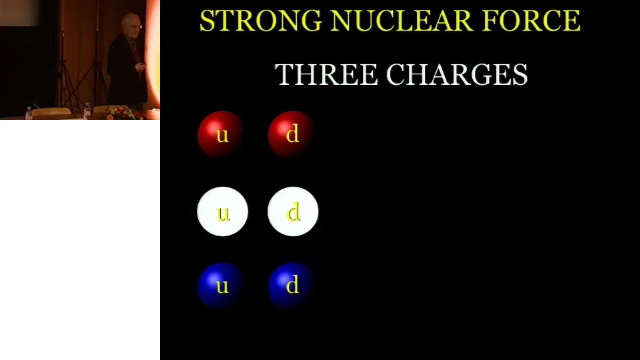 STRONG NUCLEAR FORCE
THREE CHARGES
u d
u d
u d